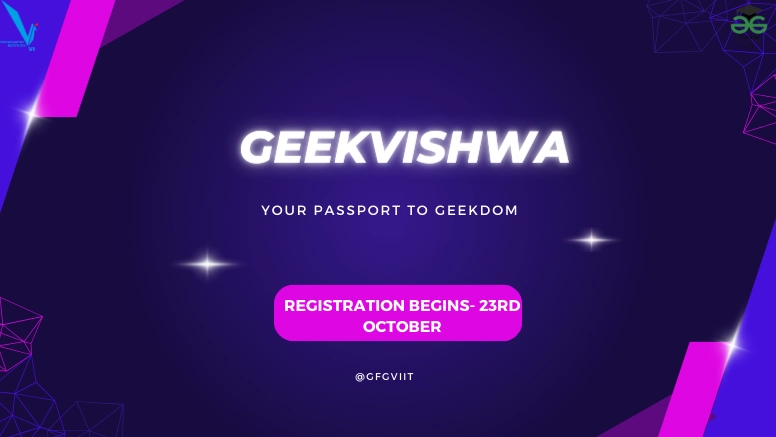 GEEKVISHWA
YOUR PASSPORT TO GEEKDOM
REGISTRATION BEGINS- 23RD
OCTOBER
@GFGVIIT